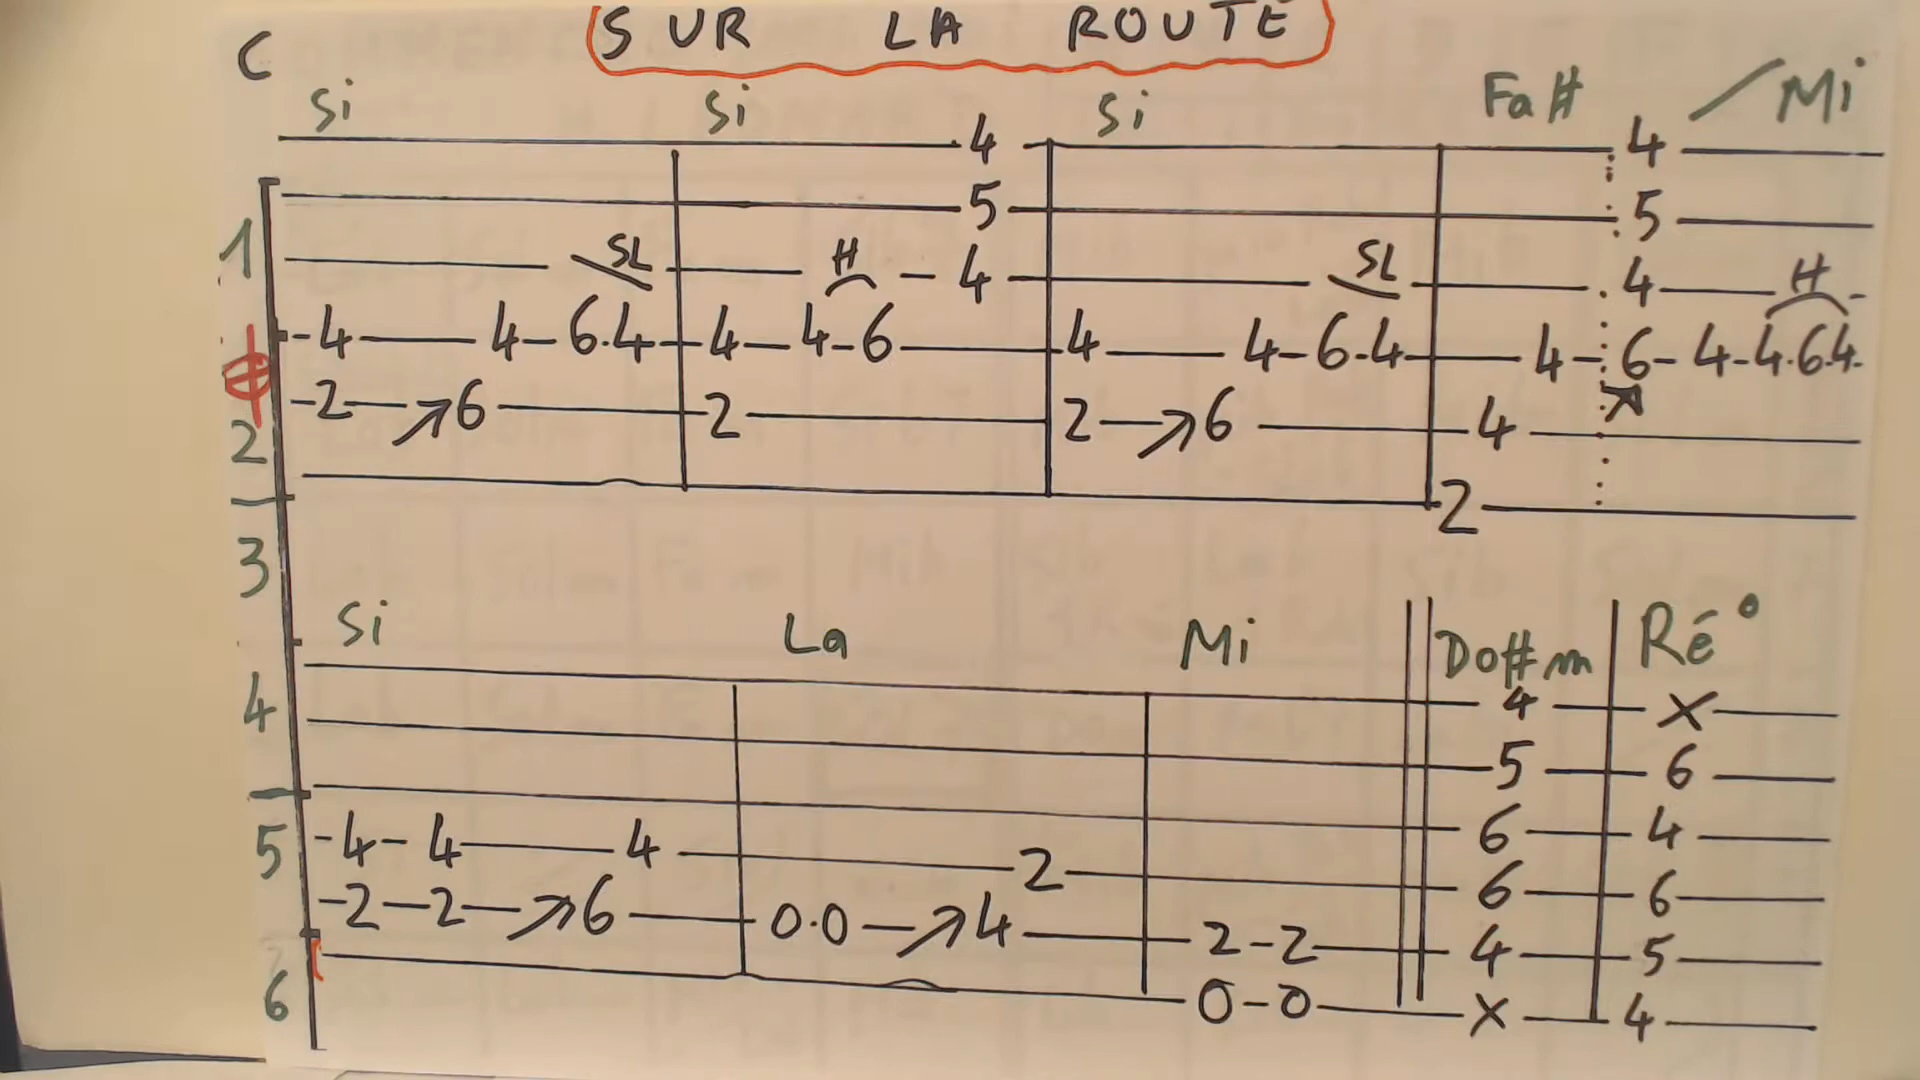 SUR LA ROUTE
C
Si Si Si Fa# / Mi
4 4
5 5
1 SL H 4 SL 4 H
4 4 6.4 4 4-6 4 4-6-4 4 6-4-4.6.4
2 ↗6 2 2 ↗6 4 ↗
2 2
3
Si La Mi Do#m Ré°
4 4 X
5 6
6 4
5 4-4 4 2 6 6
2-2 ↗6 0.0 ↗4 2-2 4 5
6 0-0 X 4